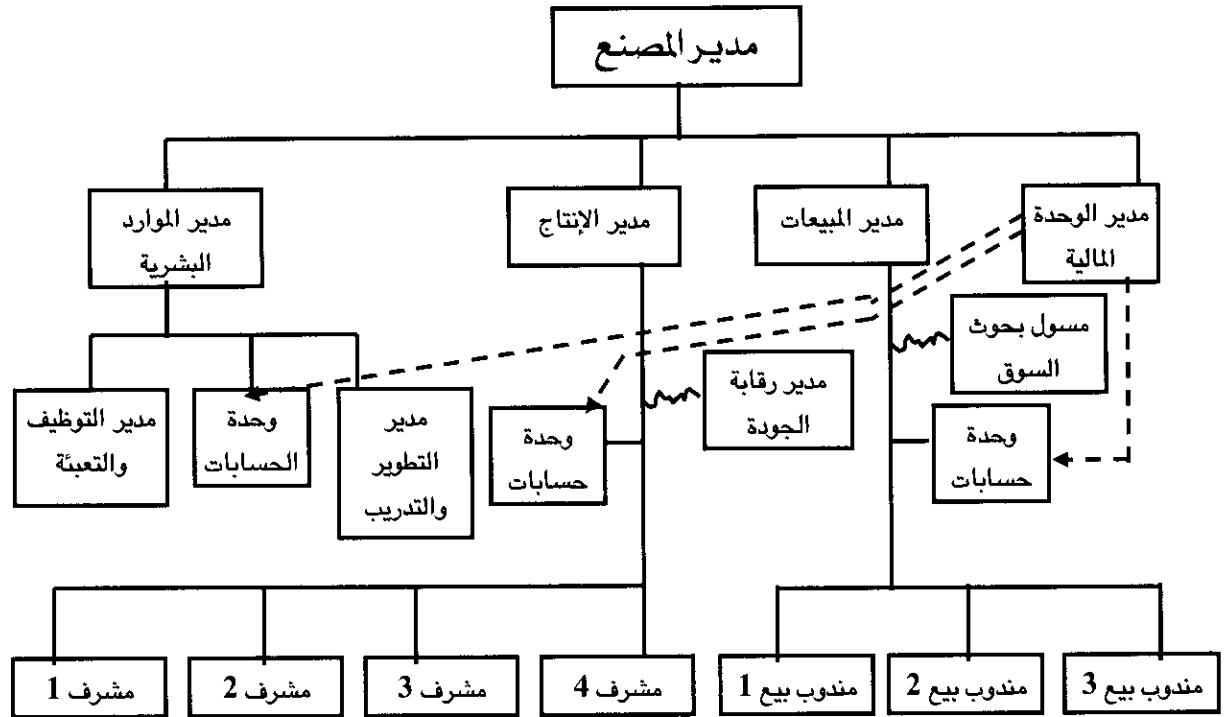 مدير المصنع
مدير الوحدة
المالية
مدير المبيعات
مدير الإنتاج
مدير الموارد
البشرية
مسول بحوث
السوق
مدير رقابة
الجودة
وحدة
حسابات
وحدة
حسابات
مدير
التطوير
والتدريب
وحدة
الحسابات
مدير التوظيف
والتعبئة
مندوب بيع 3
مندوب بيع 2
مندوب بيع 1
مشرف 4
مشرف 3
مشرف 2
مشرف 1